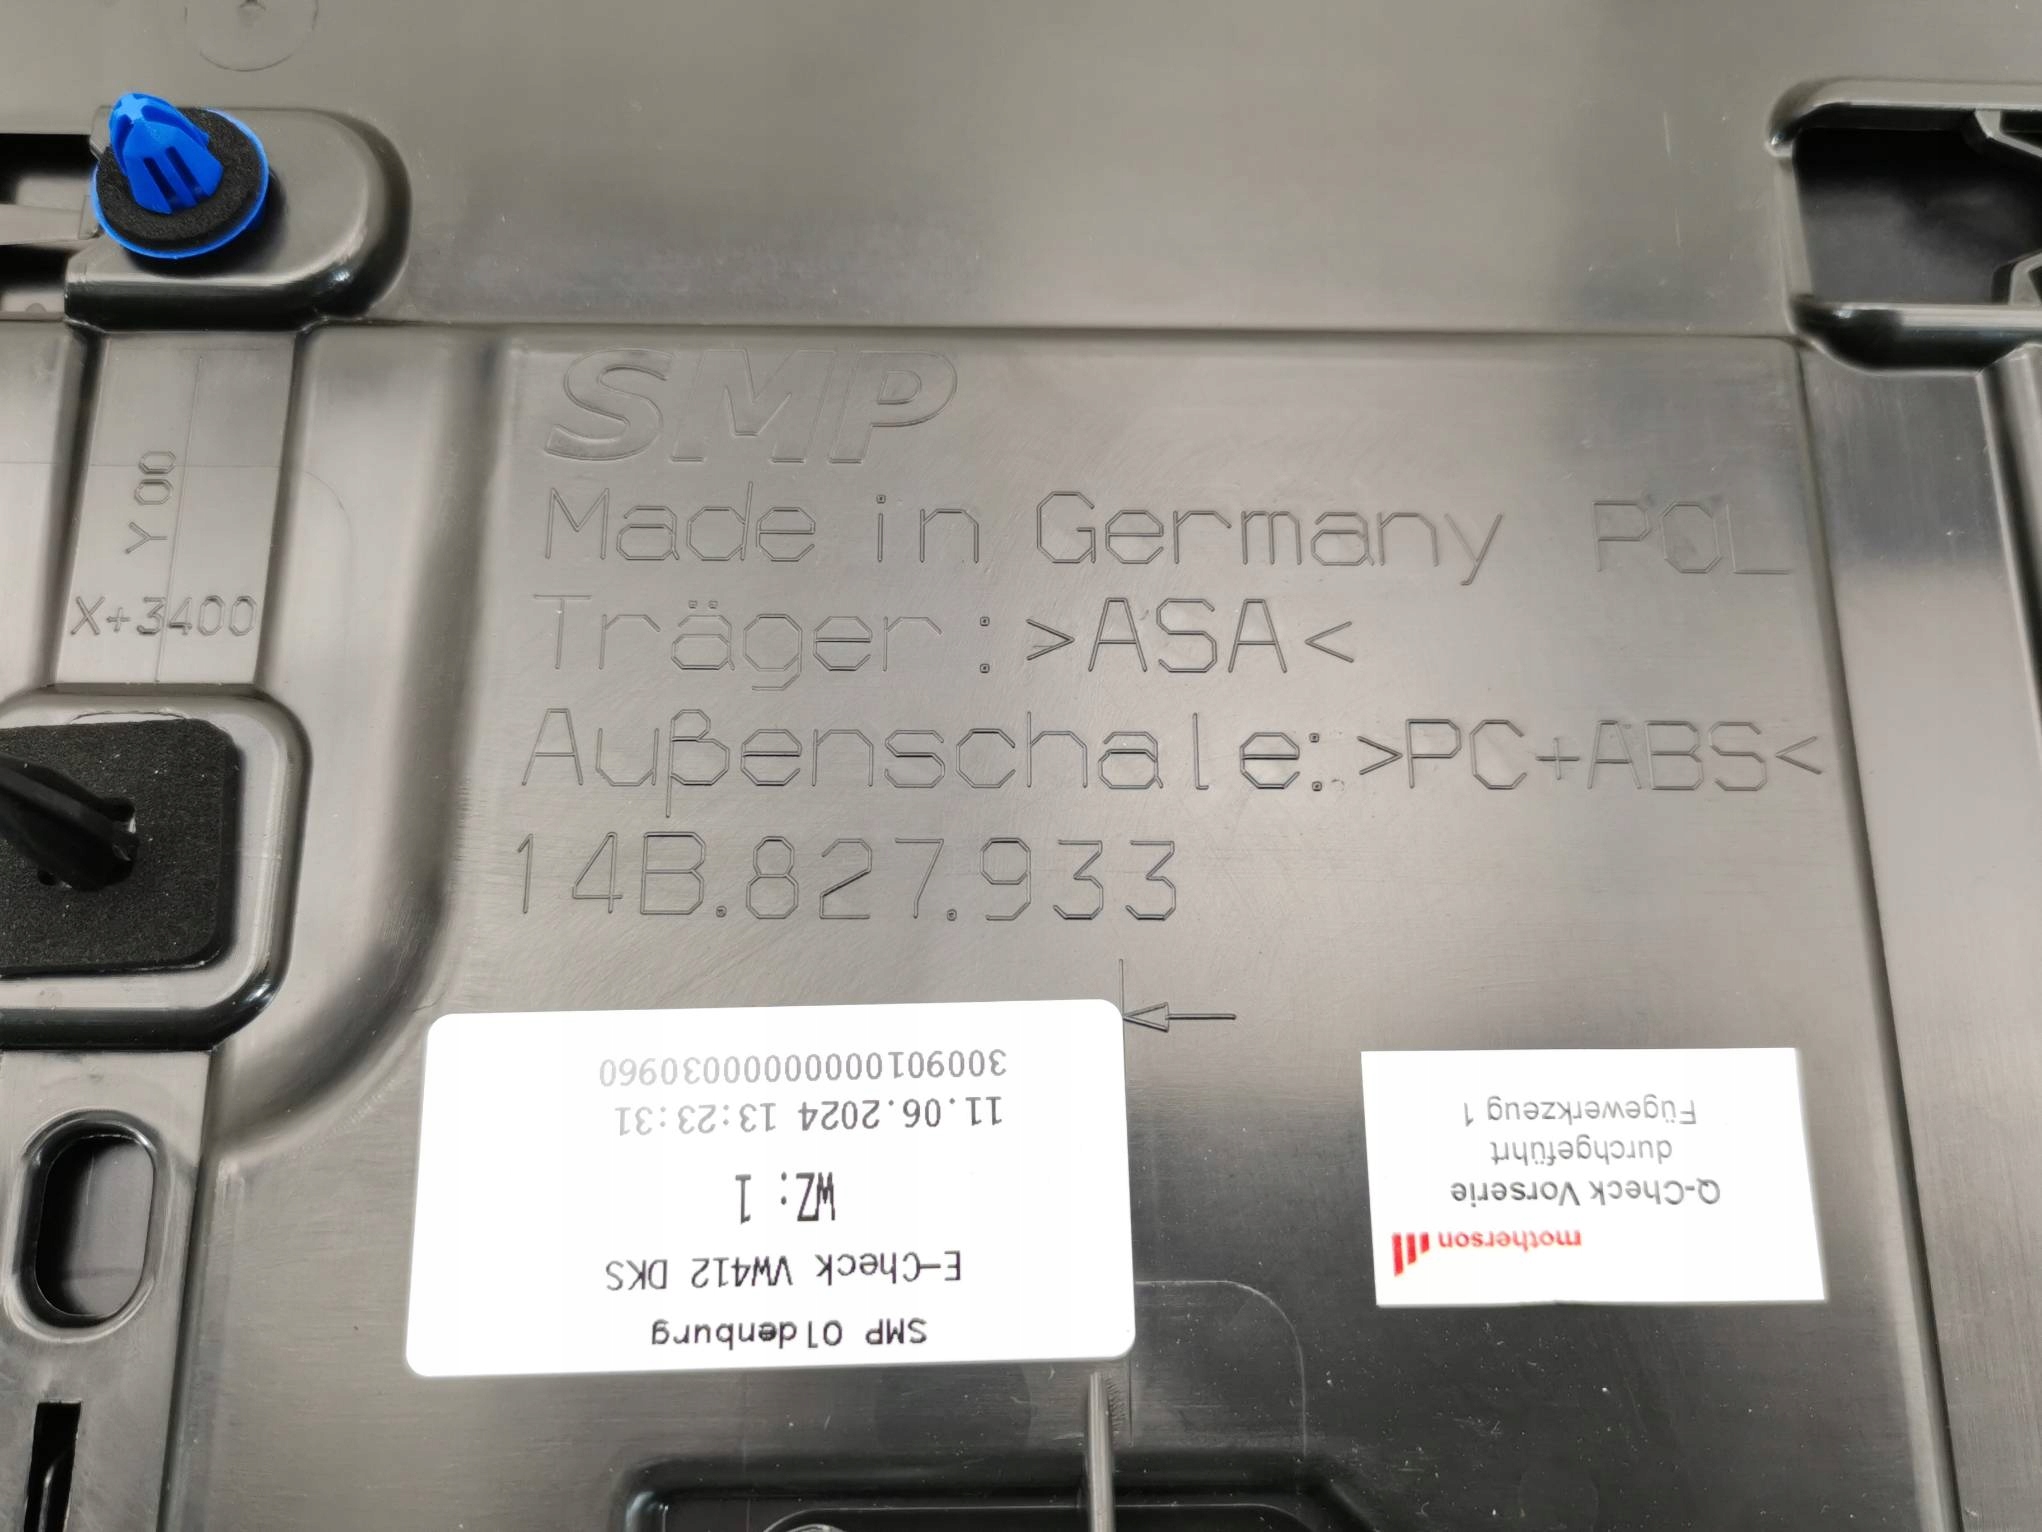 Y 00
X+3400
SMP
Made in Germany POL
Träger:>ASA<
Außenschale:>PC+ABS<
14B.827.933
SMP Oldenburg
E-Check VW412 DKS
WZ: 1
11.06.2024 13:23:31
3009010000000030960
motherson
Q-Check Vorserie
durchgeführt
Fügewerkzeug 1